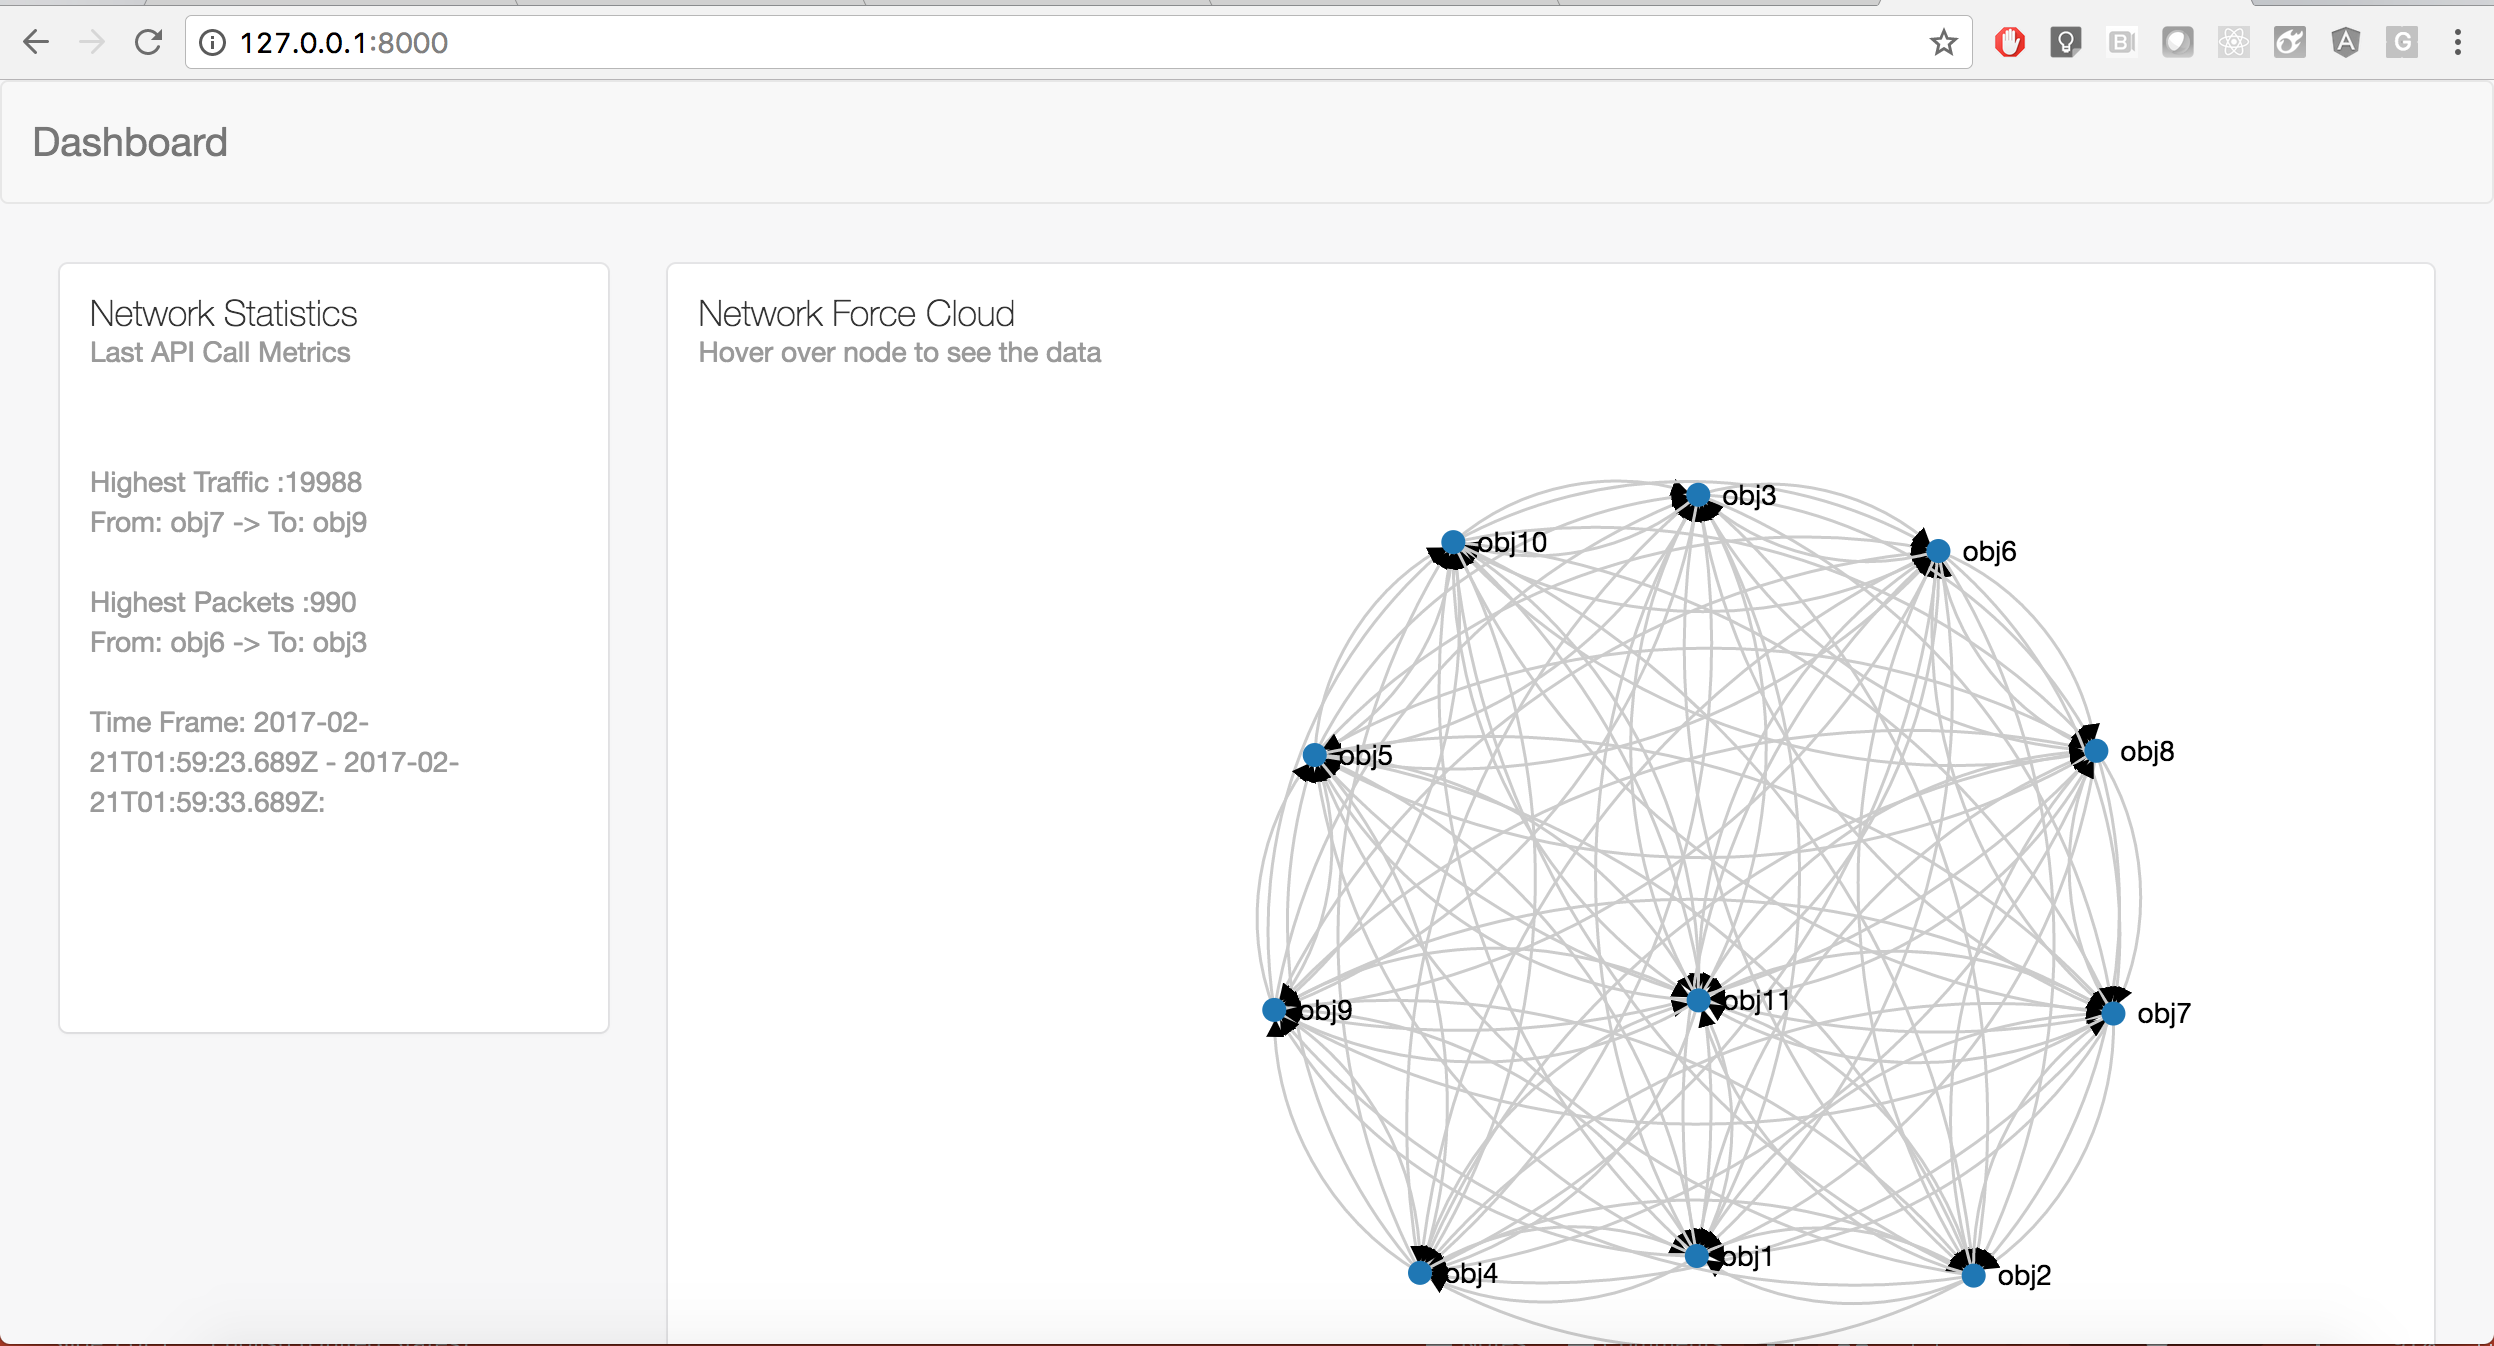 127.0.0.1:8000
Dashboard
Network Statistics
Last API Call Metrics
Highest Traffic :19988
From: obj7 -> To: obj9
Highest Packets :990
From: obj6 -> To: obj3
Time Frame: 2017-02-
21T01:59:23.689Z - 2017-02-
21T01:59:33.689Z:
Network Force Cloud
Hover over node to see the data
obj3
obj10
obj6
obj5
obj8
obj9
obj11
obj7
obj4
obj1
obj2